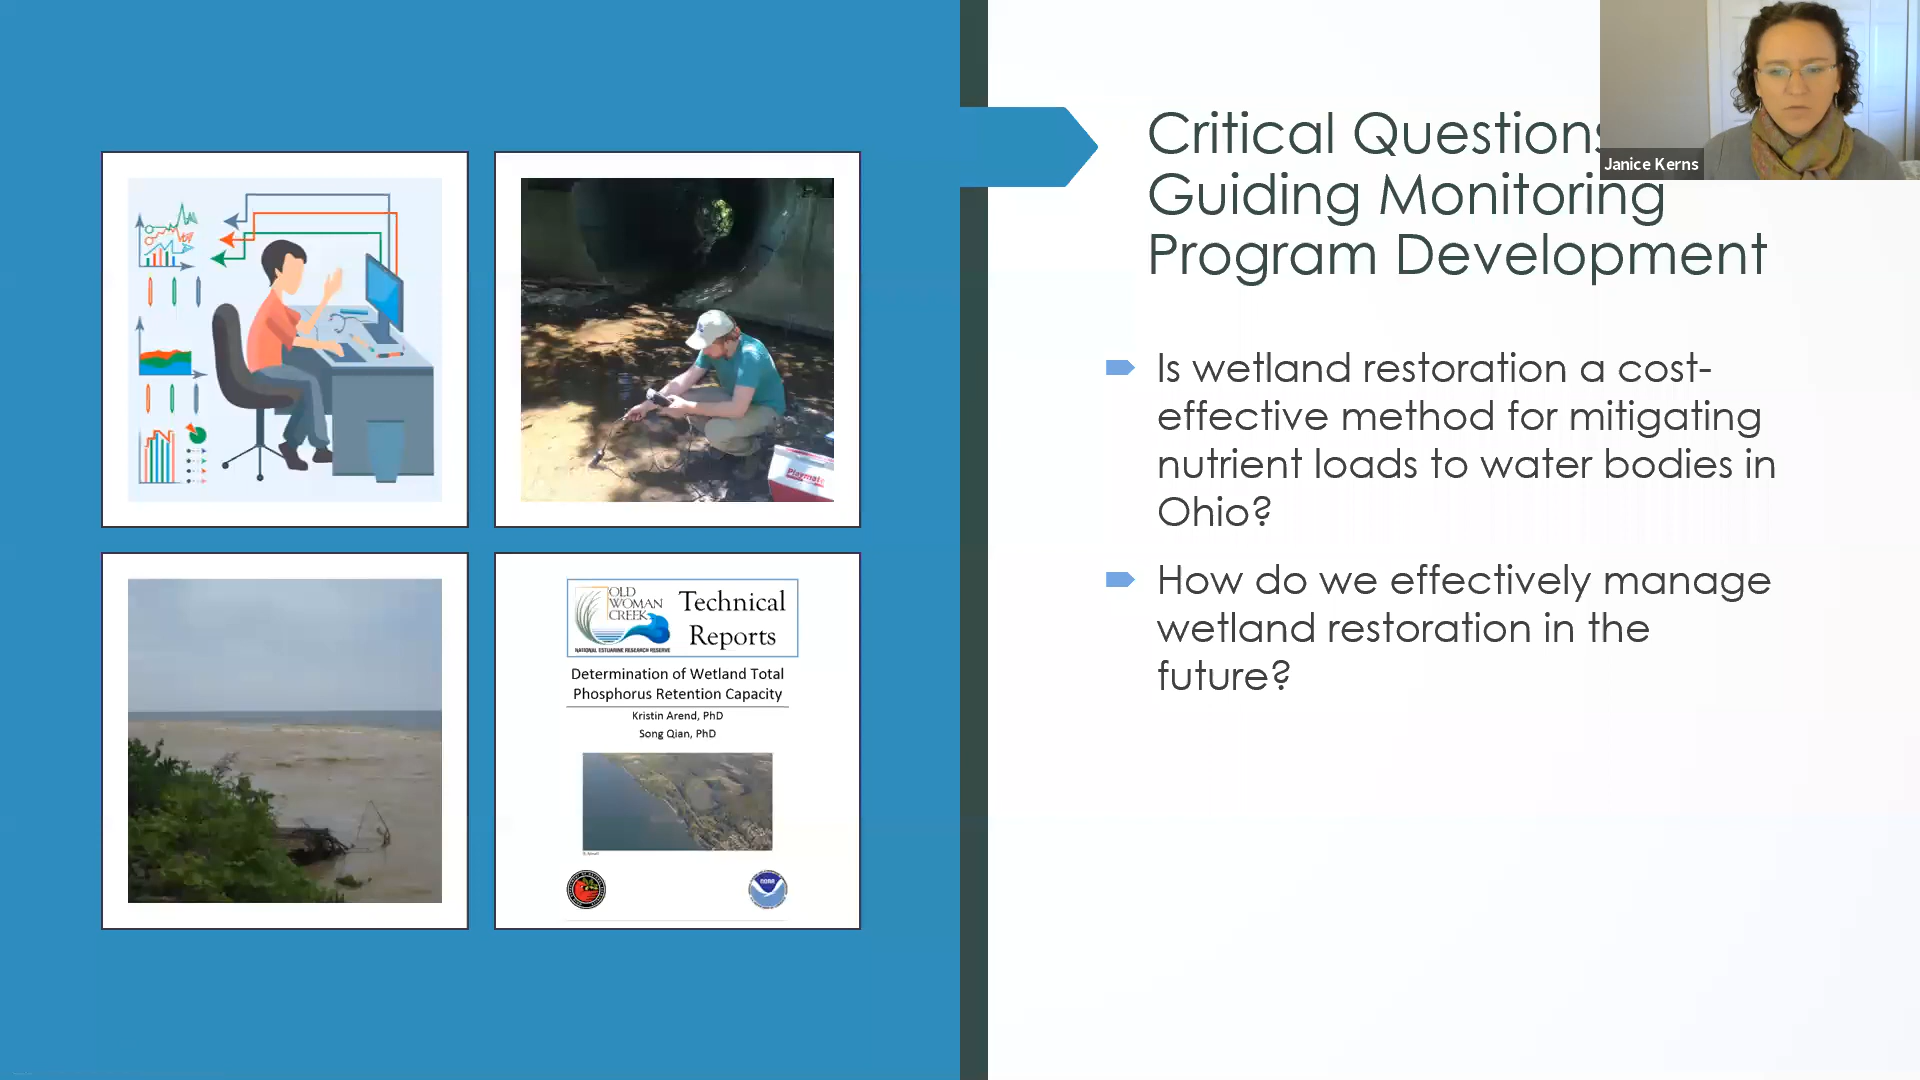 Critical Questions
Guiding Monitoring
Program Development
Janice Kerns
Is wetland restoration a cost-
effective method for mitigating
nutrient loads to water bodies in
Ohio?
How do we effectively manage
wetland restoration in the
future?
Playmate
OLD
WOMAN
CREEK
NATIONAL ESTUARINE RESEARCH RESERVE
Technical
Reports
Determination of Wetland Total
Phosphorus Retention Capacity
Kristin Arend, PhD
Song Qian, PhD
NOAA